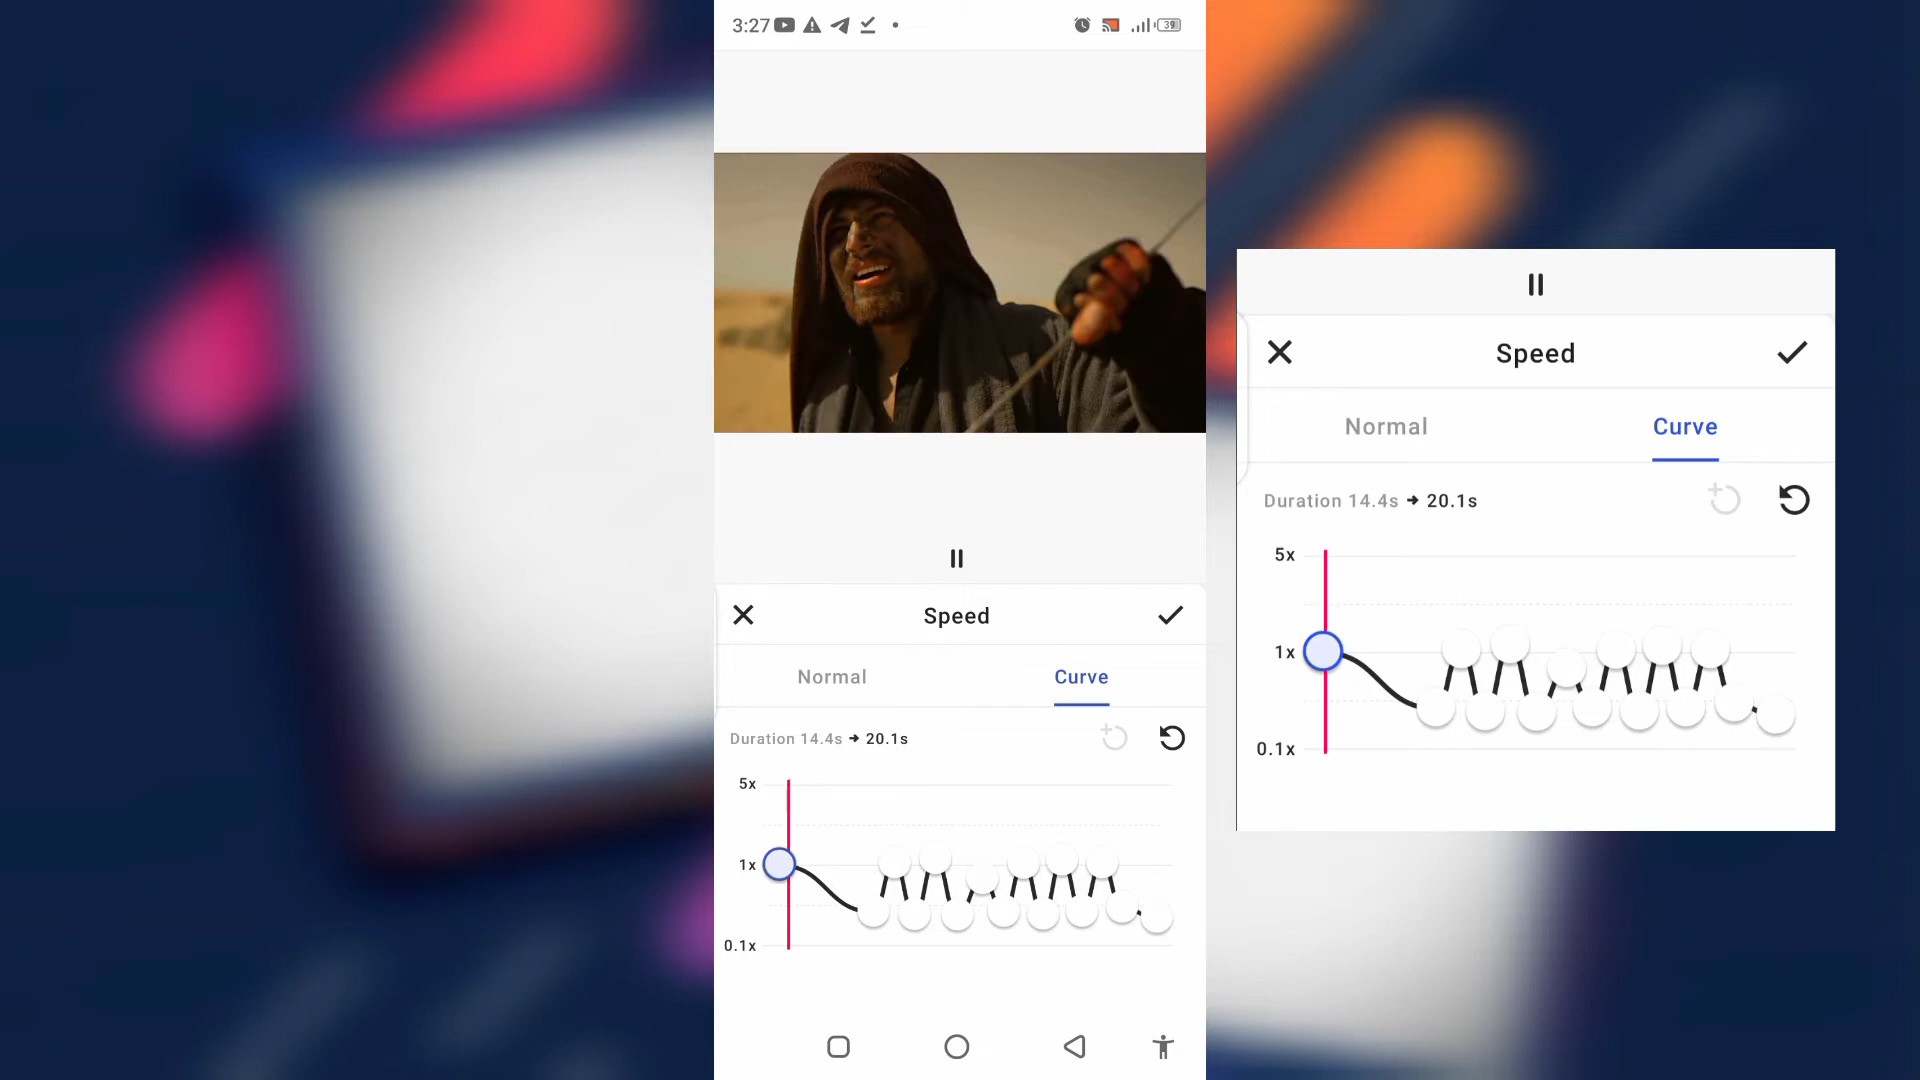 3:27
39
Speed
Normal Curve
Duration 14.4s → 20.1s
5x
1x
0.1x
Speed
Normal Curve
Duration 14.4s → 20.1s
5x
1x
0.1x